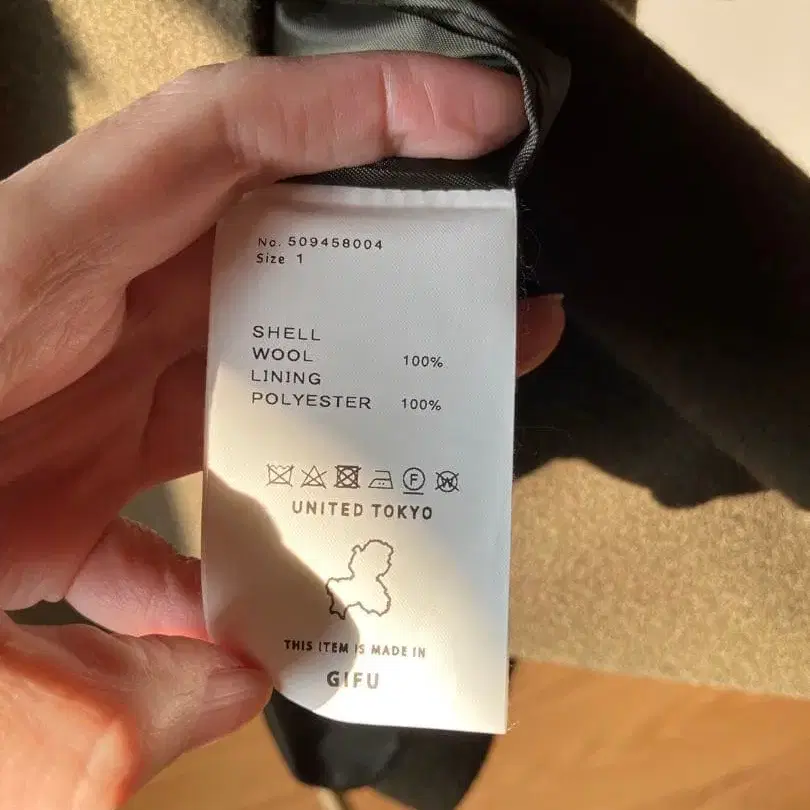 No. 509458004
Size 1
SHELL
WOOL 100%
LINING
POLYESTER 100%
F W
UNITED TOKYO
THIS ITEM IS MADE IN
GIFU